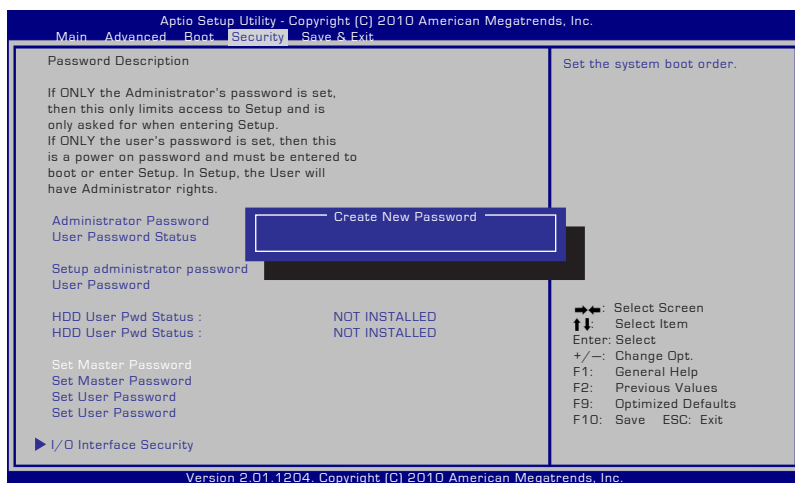 Aptio Setup Utility - Copyright (C) 2010 American Megatrends, Inc.
Main Advanced Boot Security Save & Exit
Password Description
If ONLY the Administrator's password is set,
then this only limits access to Setup and is
only asked for when entering Setup.
If ONLY the user's password is set, then this
is a power on password and must be entered to
boot or enter Setup. In Setup, the User will
have Administrator rights.
Administrator Password
User Password Status
Create New Password
Setup administrator password
User Password
HDD User Pwd Status : NOT INSTALLED
HDD User Pwd Status : NOT INSTALLED
Set Master Password
Set Master Password
Set User Password
Set User Password
I/O Interface Security
Set the system boot order.
→←: Select Screen
↑↓: Select Item
Enter: Select
+/—: Change Opt.
F1: General Help
F2: Previous Values
F9: Optimized Defaults
F10: Save ESC: Exit
Version 2.01.1204. Copyright (C) 2010 American Megatrends, Inc.